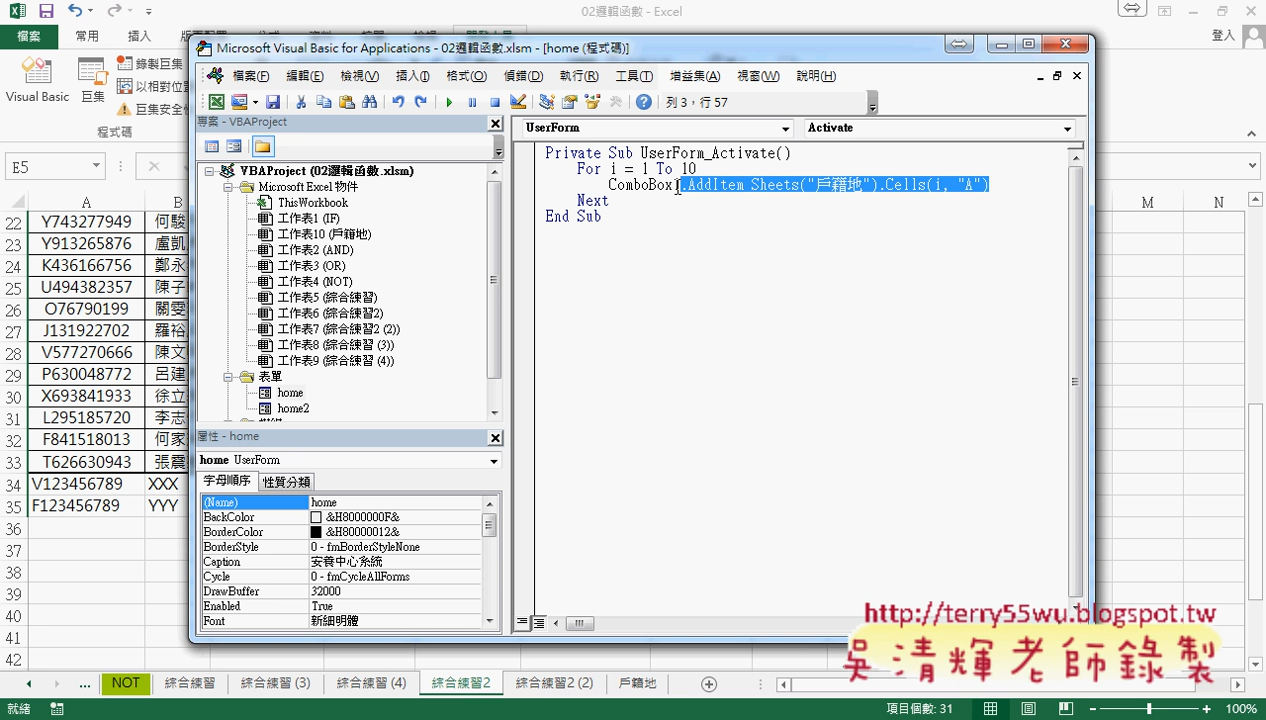 02邏輯函數 - Excel
檔案
常用
插入
登入
Visual Basic
巨集
錄製巨集
以相對位
巨集安全
程式碼
E5
Microsoft Visual Basic for Applications - 02邏輯函數.xlsm - [home (程式碼)]
檔案(F) 編輯(E) 檢視(V) 插入(I) 格式(O) 偵錯(D) 執行(R) 工具(T) 增益集(A) 視窗(W) 說明(H)
列 3，行 57
專案 - VBAProject
VBAProject (02邏輯函數.xlsm)
Microsoft Excel 物件
ThisWorkbook
工作表1 (IF)
工作表10 (戶籍地)
工作表2 (AND)
工作表3 (OR)
工作表4 (NOT)
工作表5 (綜合練習)
工作表6 (綜合練習2)
工作表7 (綜合練習2 (2))
工作表8 (綜合練習 (3))
工作表9 (綜合練習 (4))
表單
home
home2
屬性 - home
home UserForm
字母順序 性質分類
(Name) home
BackColor &H8000000F&
BorderColor &H80000012&
BorderStyle 0 - fmBorderStyleNone
Caption 安養中心系統
Cycle 0 - fmCycleAllForms
DrawBuffer 32000
Enabled True
Font 新細明體
UserForm
Activate
Private Sub UserForm_Activate()
For i = 1 To 10
ComboBox1.AddItem Sheets("戶籍地").Cells(i, "A")
Next
End Sub
A B M N
22 Y743277949 何駿
23 Y913265876 盧凱
24 K436166756 鄭永
25 U494382357 陳子
26 O76790199 關雯
27 J131922702 羅裕
28 V577270666 陳文
29 P630048772 呂建
30 X693841933 徐立
31 L295185720 李志
32 F841518013 何家
33 T626630943 張震
34 V123456789 XXX
35 F123456789 YYY
36
37
38
39
40
41
42
http://terry55wu.blogspot.tw
吳清輝老師錄製
... NOT 綜合練習 綜合練習 (3) 綜合練習 (4) 綜合練習2 綜合練習2 (2) 戶籍地
就緒
項目個數: 31
100%